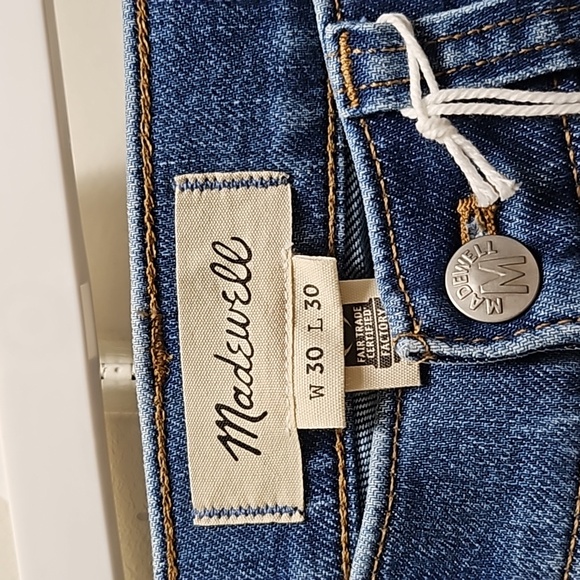 Madewell
W 30 L 30
FAIR TRADE
CERTIFIED
FACTORY
MADEWELL
M